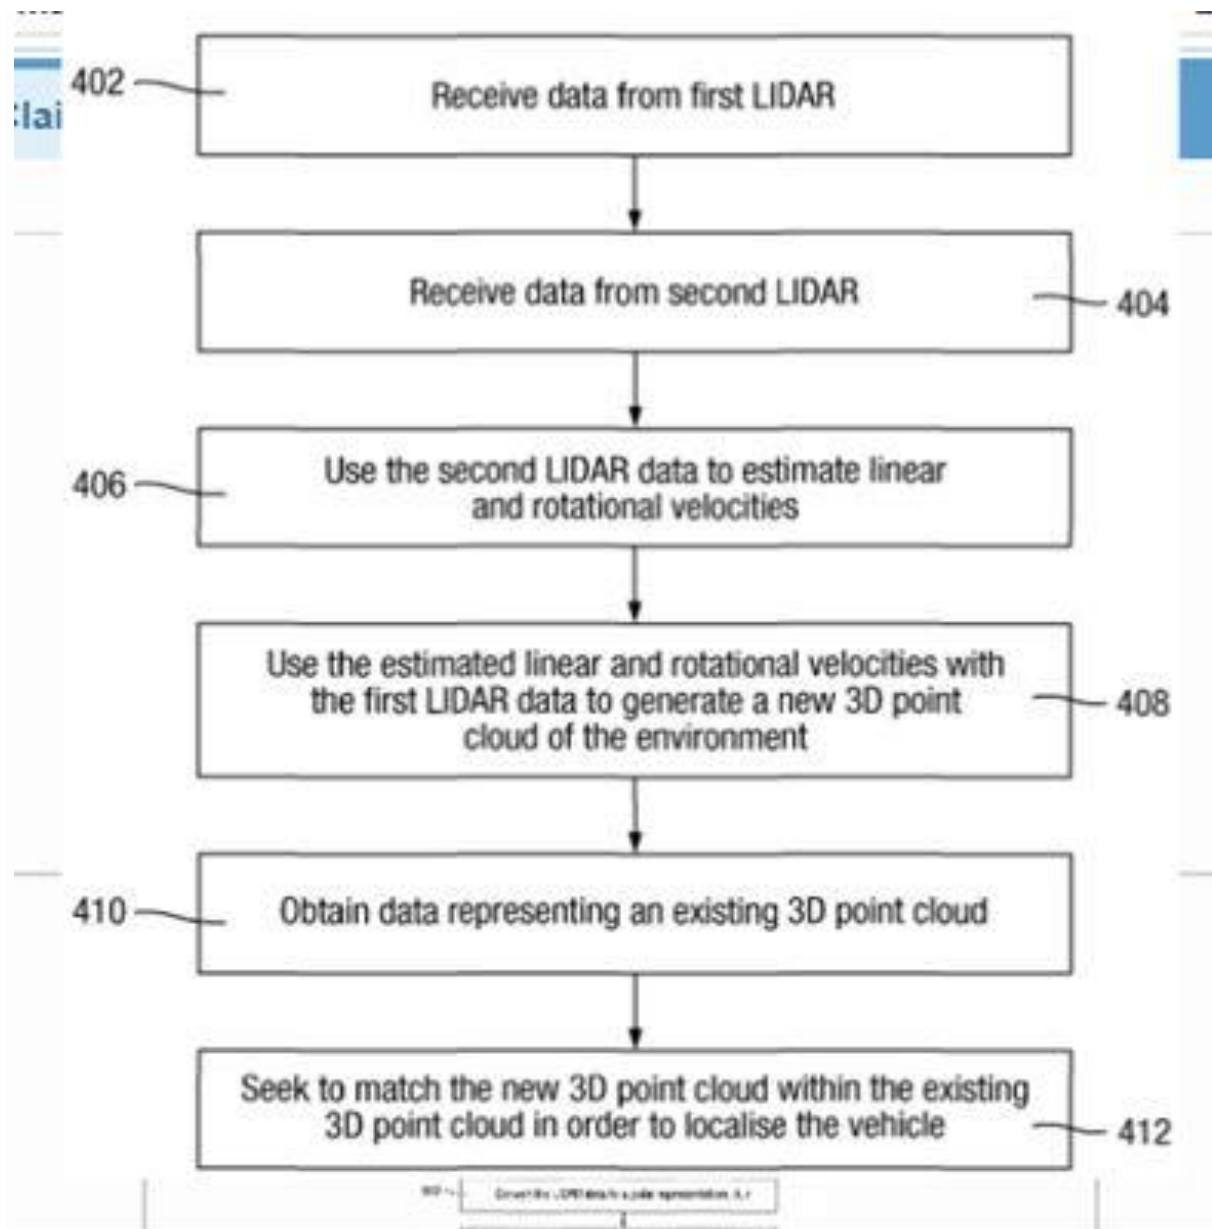 402
Receive data from first LIDAR
:lai
Receive data from second LIDAR
404
Use the second LIDAR data to estimate linear
and rotational velocities
406
Use the estimated linear and rotational velocities with
the first LIDAR data to generate a new 3D point
cloud of the environment
408
410
Obtain data representing an existing 3D point cloud
Seek to match the new 3D point cloud within the existing
3D point cloud in order to localise the vehicle
412